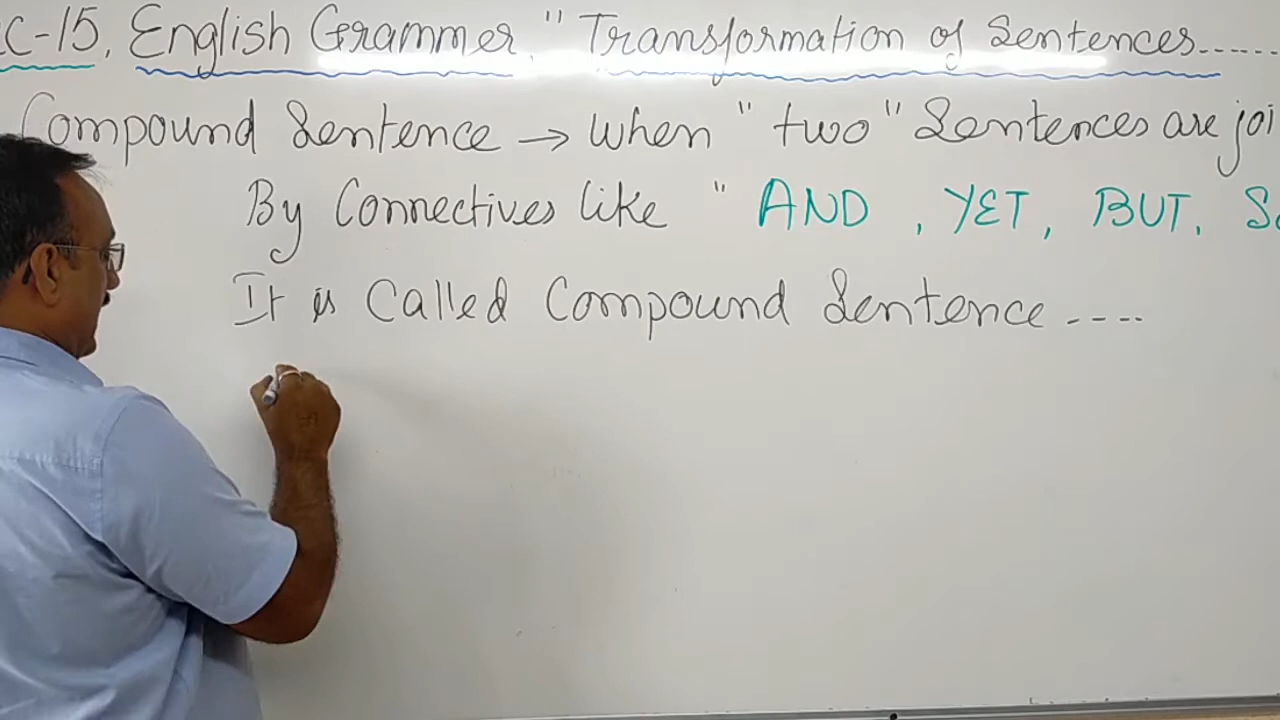 C-15, English Grammer " Transformation of Sentences......
Compound Sentence → When " two " Sentences are joi
By Connectives like " AND , YET , BUT , So
It is Called Compound Sentence ----